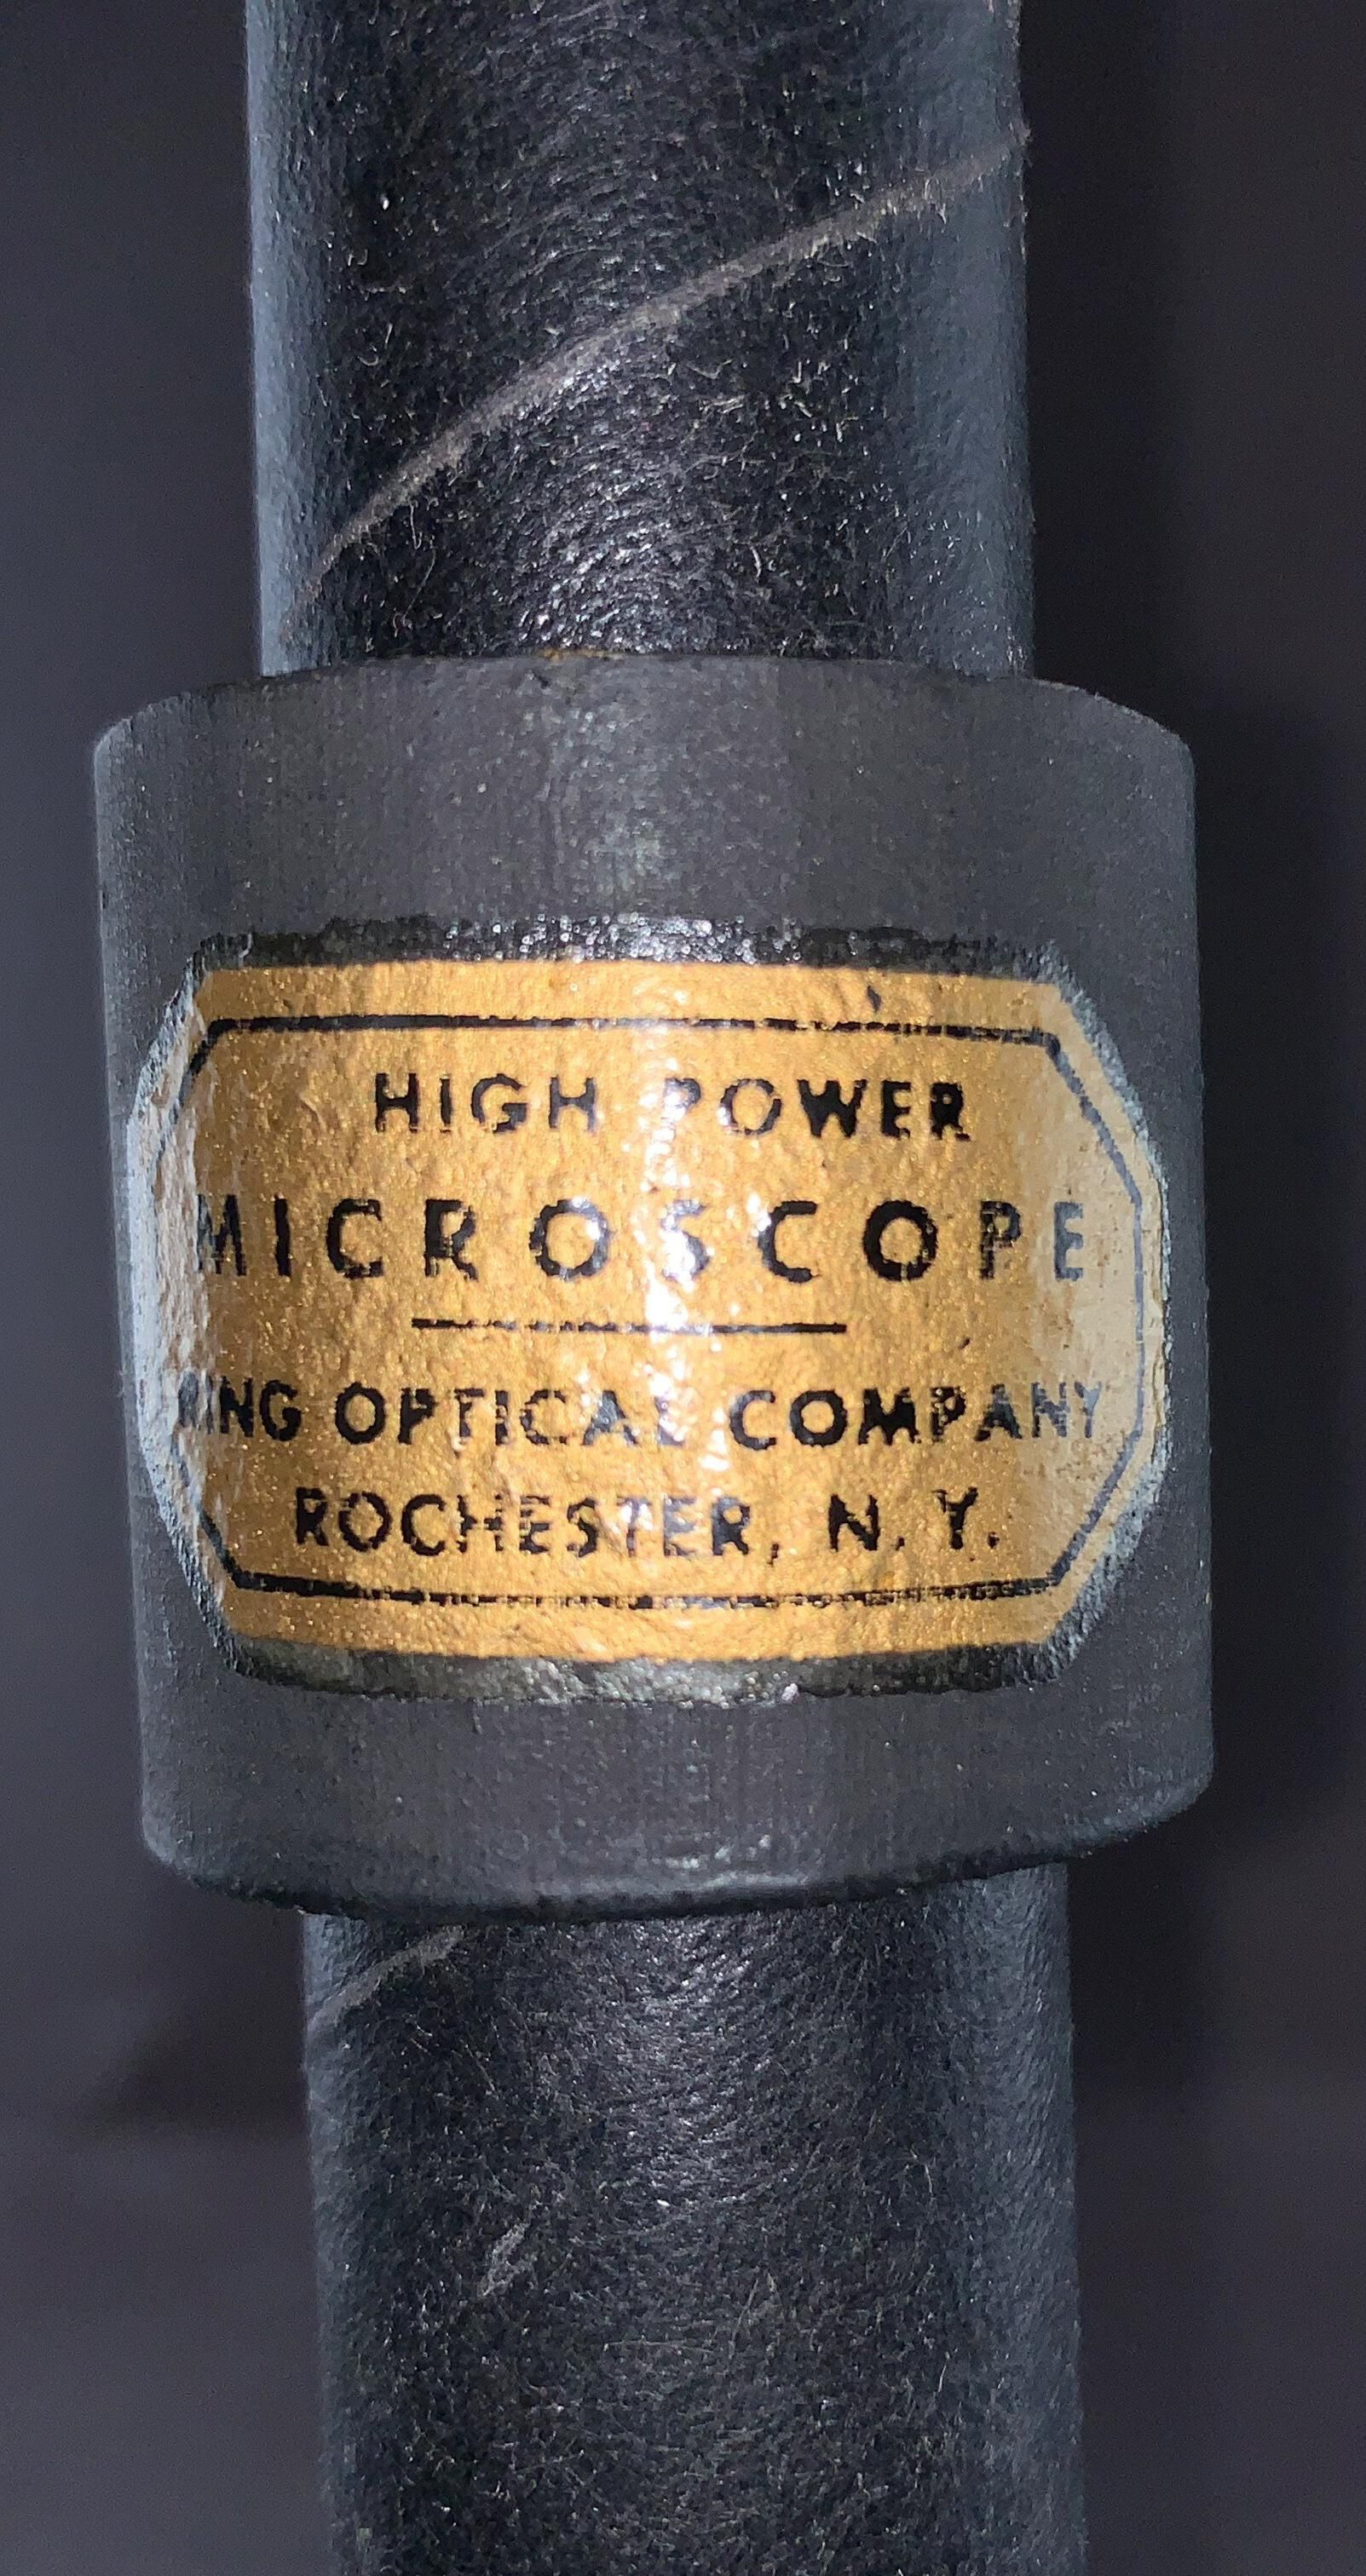 HIGH POWER
MICROSCOPE
OPTICAL COMPANY
ROCHESTER, N.Y.